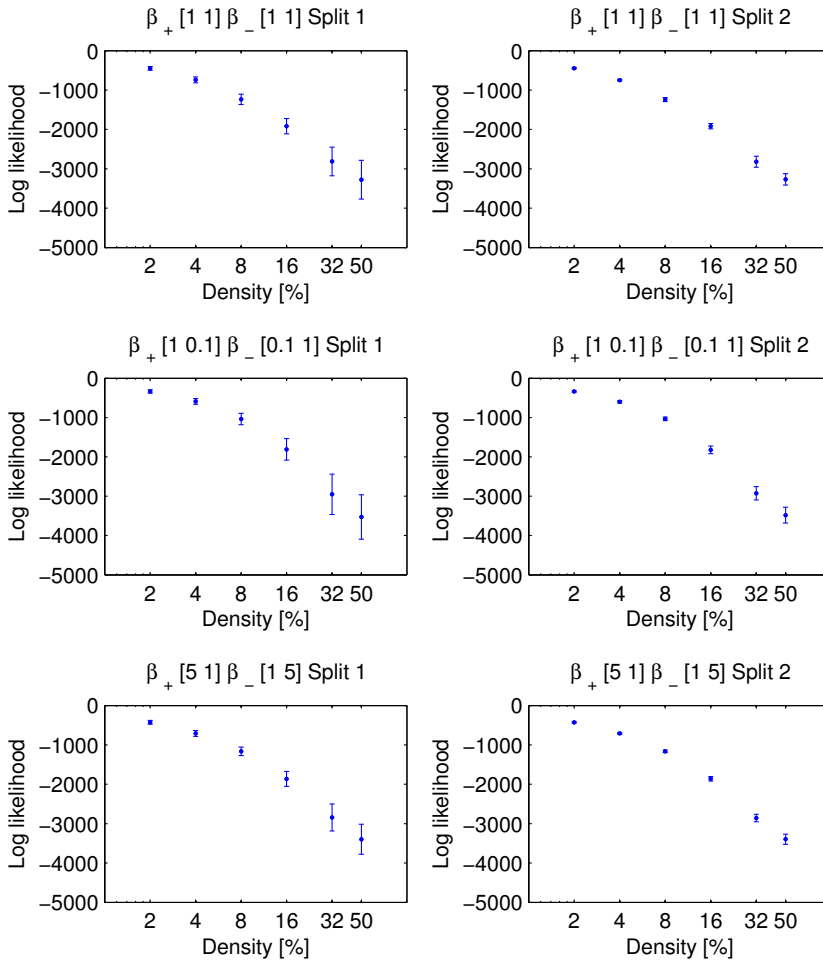 β + [1 1] β − [1 1] Split 1
0
−1000
−2000
−3000
−4000
−5000
Log likelihood
2 4 8 16 32 50
Density [%]
β + [1 1] β − [1 1] Split 2
0
−1000
−2000
−3000
−4000
−5000
Log likelihood
2 4 8 16 32 50
Density [%]
β + [1 0.1] β − [0.1 1] Split 1
0
−1000
−2000
−3000
−4000
−5000
Log likelihood
2 4 8 16 32 50
Density [%]
β + [1 0.1] β − [0.1 1] Split 2
0
−1000
−2000
−3000
−4000
−5000
Log likelihood
2 4 8 16 32 50
Density [%]
β + [5 1] β − [1 5] Split 1
0
−1000
−2000
−3000
−4000
−5000
Log likelihood
2 4 8 16 32 50
Density [%]
β + [5 1] β − [1 5] Split 2
0
−1000
−2000
−3000
−4000
−5000
Log likelihood
2 4 8 16 32 50
Density [%]